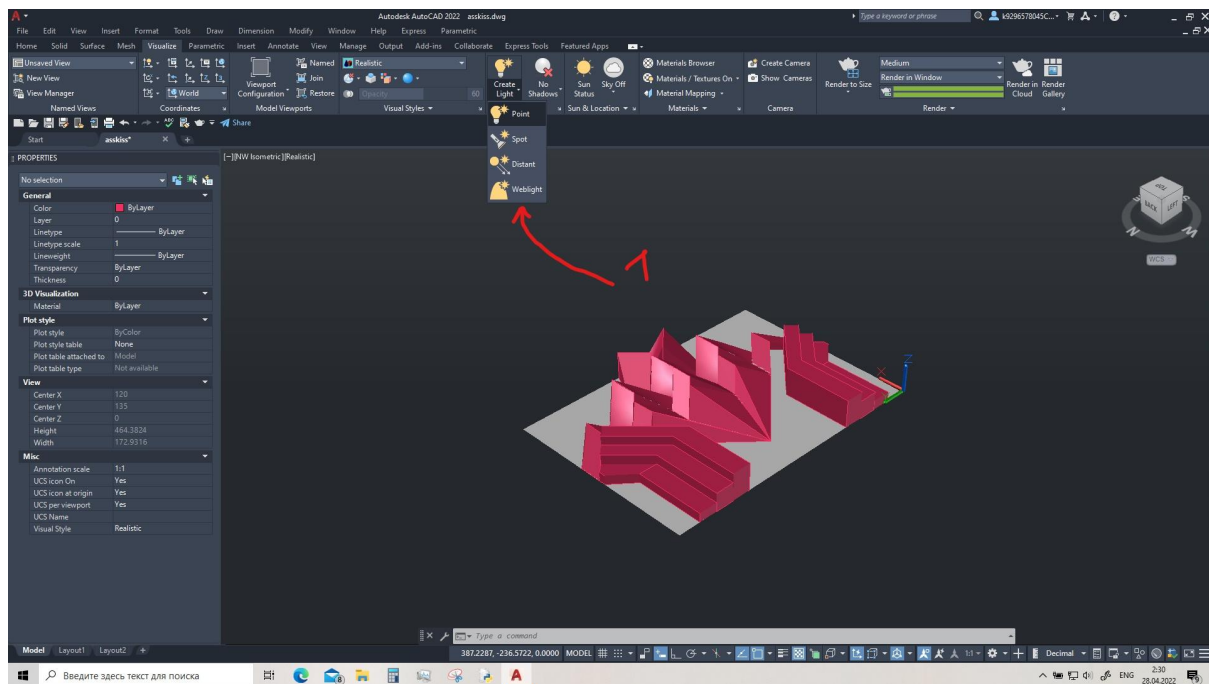 Autodesk AutoCAD 2022 asskiss.dwg
Type a keyword or phrase
k9296578045C...
File Edit View Insert Format Tools Draw Dimension Modify Window Help Express Parametric
Home Solid Surface Mesh Visualize Parametric Insert Annotate View Manage Output Add-ins Collaborate Express Tools Featured Apps
Unsaved View
New View
View Manager
Named Views
World
Coordinates
Viewport Configuration
Named
Join
Restore
Model Viewports
Realistic
Opacity 60
Visual Styles
Create Light
No Shadows
Sun Status
Sky Off
Sun & Location
Materials Browser
Materials / Textures On
Material Mapping
Materials
Create Camera
Show Cameras
Camera
Render to Size
Medium
Render in Window
Render in Cloud
Render Gallery
Render
Point
Spot
Distant
Weblight
Share
Start asskiss*
PROPERTIES
[–][NW Isometric][Realistic]
No selection
General
Color ByLayer
Layer 0
Linetype ByLayer
Linetype scale 1
Lineweight ByLayer
Transparency ByLayer
Thickness 0
3D Visualization
Material ByLayer
Plot style
Plot style ByColor
Plot style table None
Plot table attached to Model
Plot table type Not available
View
Center X 120
Center Y 135
Center Z 0
Height 464.3824
Width 172.9316
Misc
Annotation scale 1:1
UCS icon On Yes
UCS icon at origin Yes
UCS per viewport Yes
UCS Name
Visual Style Realistic
1
TOP
BACK
LEFT
N
WCS
Z
X
Type a command
Model Layout1 Layout2 +
387.2287, -236.5722, 0.0000 MODEL
1:1
Decimal
Введите здесь текст для поиска
ENG
2:30
28.04.2022